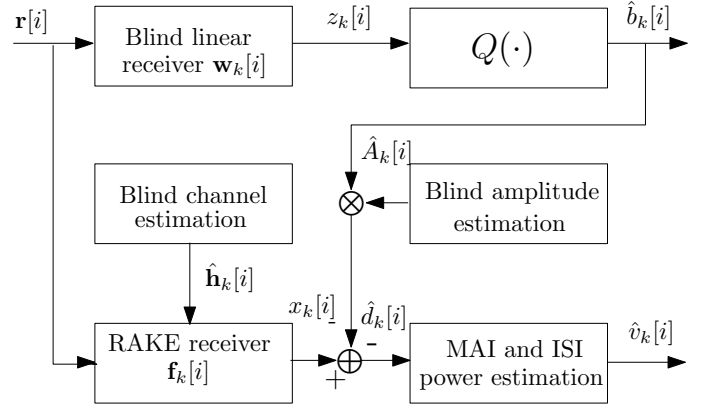 r[i]
Blind linear
receiver w_k[i]
z_k[i]
Q(·)
b̂_k[i]
Â_k[i]
Blind channel
estimation
Blind amplitude
estimation
ĥ_k[i]
x_k[i]
d̂_k[i]
RAKE receiver
f_k[i]
+
-
-
MAI and ISI
power estimation
v̂_k[i]